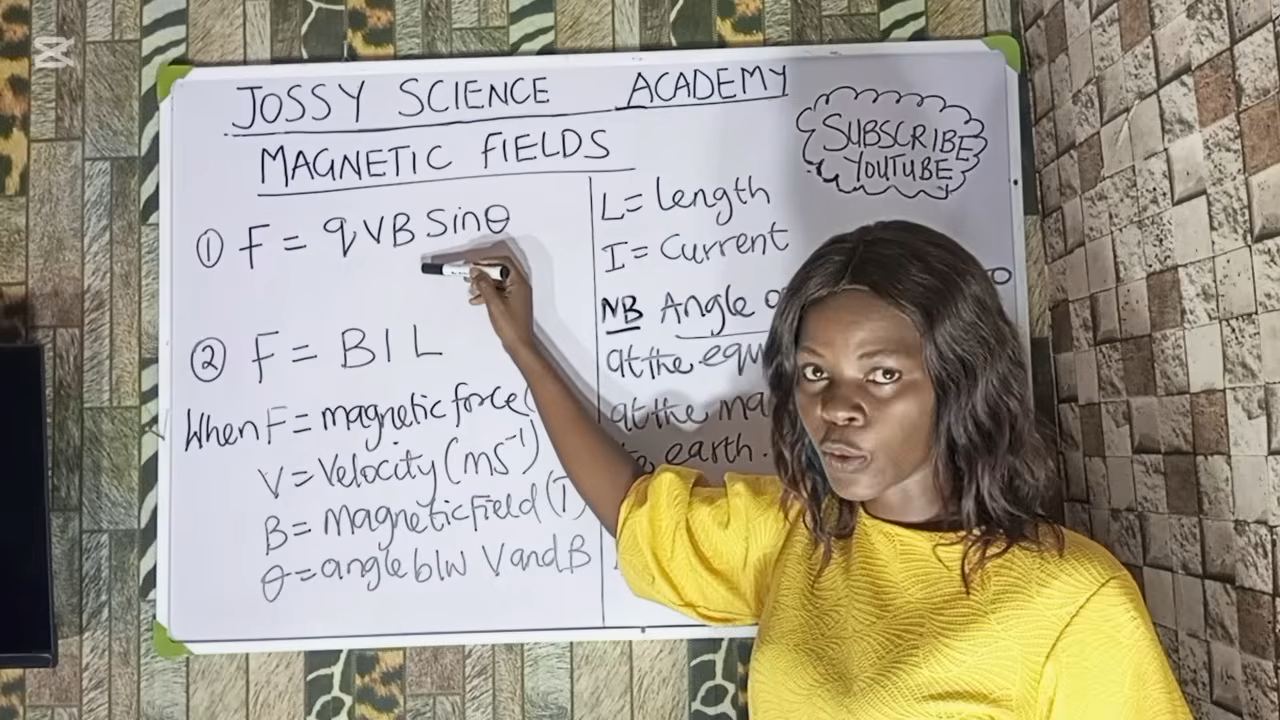 JOSSY SCIENCE ACADEMY
MAGNETIC FIELDS
① F = qVB Sinθ
② F = BIL
When F = magnetic force(
V = Velocity (ms⁻¹)
B = Magnetic Field (T)
θ = angle b/w V and B
L = length
I = Current
NB Angle
at the
at the
earth.
SUBSCRIBE
YOUTUBE